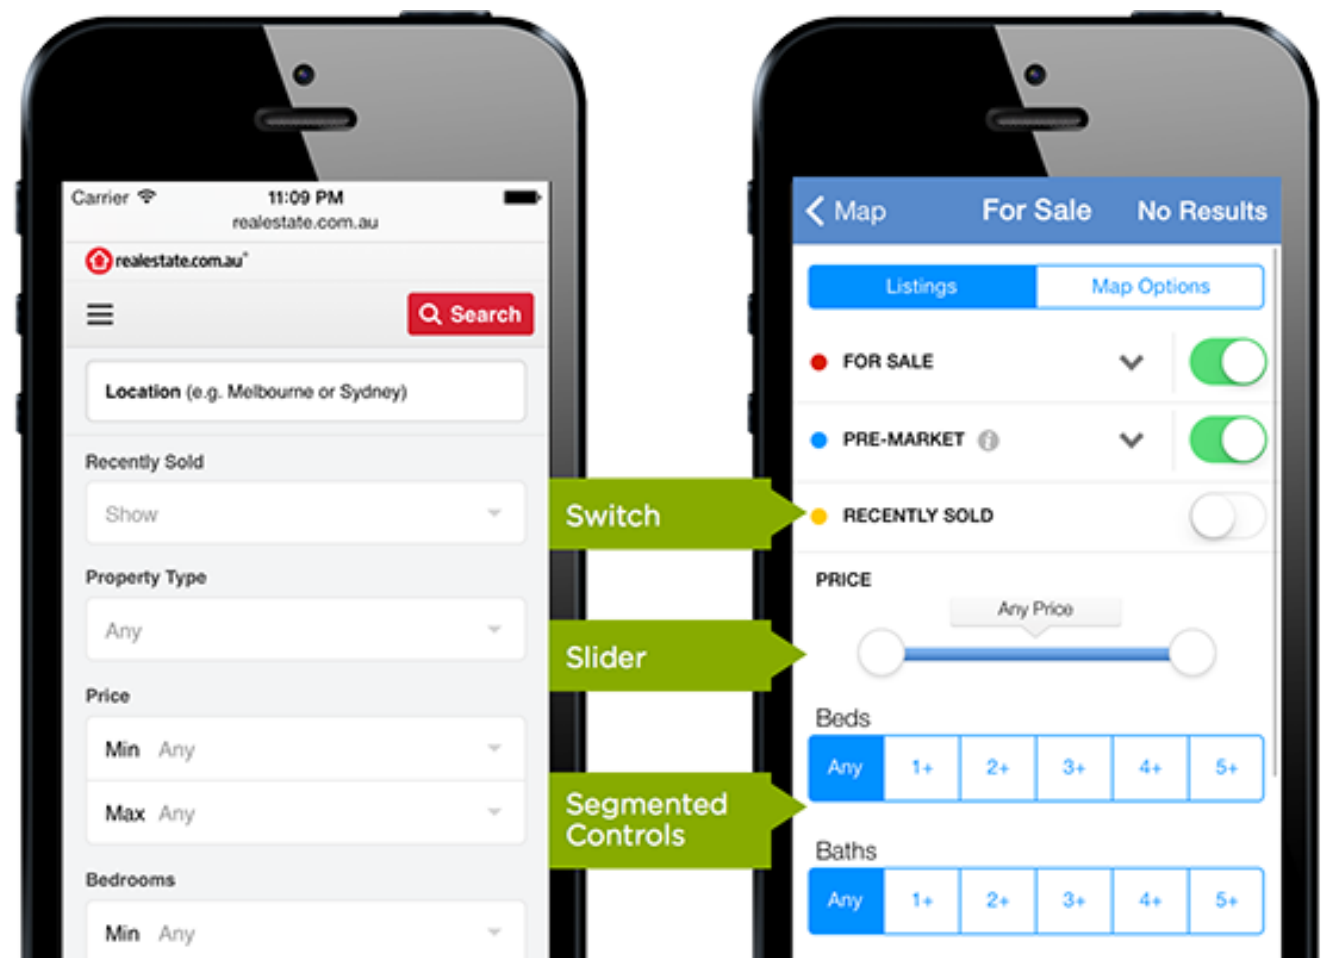 Carrier
11:09 PM
realestate.com.au
realestate.com.au
Search
Location (e.g. Melbourne or Sydney)
Recently Sold
Show
Property Type
Any
Price
Min Any
Max Any
Bedrooms
Min Any
Switch
Slider
Segmented
Controls
Map For Sale No Results
Listings Map Options
FOR SALE
PRE-MARKET i
RECENTLY SOLD
PRICE
Any Price
Beds
Any 1+ 2+ 3+ 4+ 5+
Baths
Any 1+ 2+ 3+ 4+ 5+